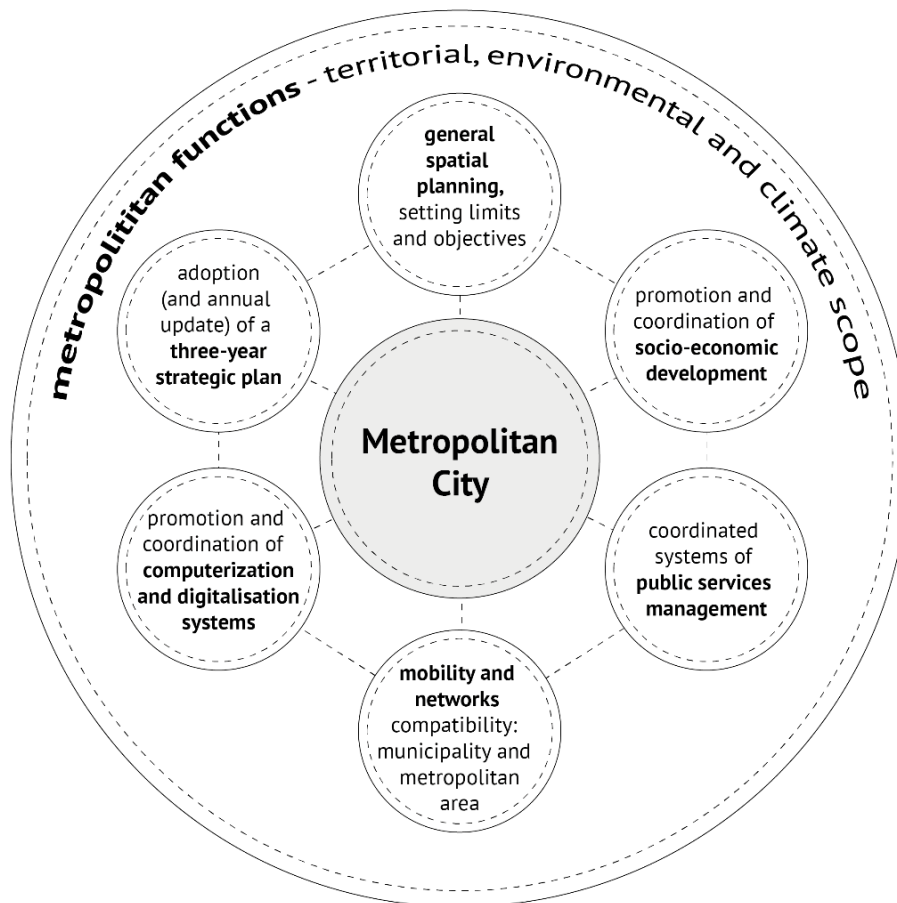 metropolititan functions - territorial, environmental and climate scope
general
spatial
planning,
setting limits
and objectives
adoption
(and annual
update) of a
three-year
strategic plan
promotion and
coordination of
socio-economic
development
Metropolitan
City
promotion and
coordination of
computerization
and digitalisation
systems
coordinated
systems of
public services
management
mobility and
networks
compatibility:
municipality and
metropolitan
area